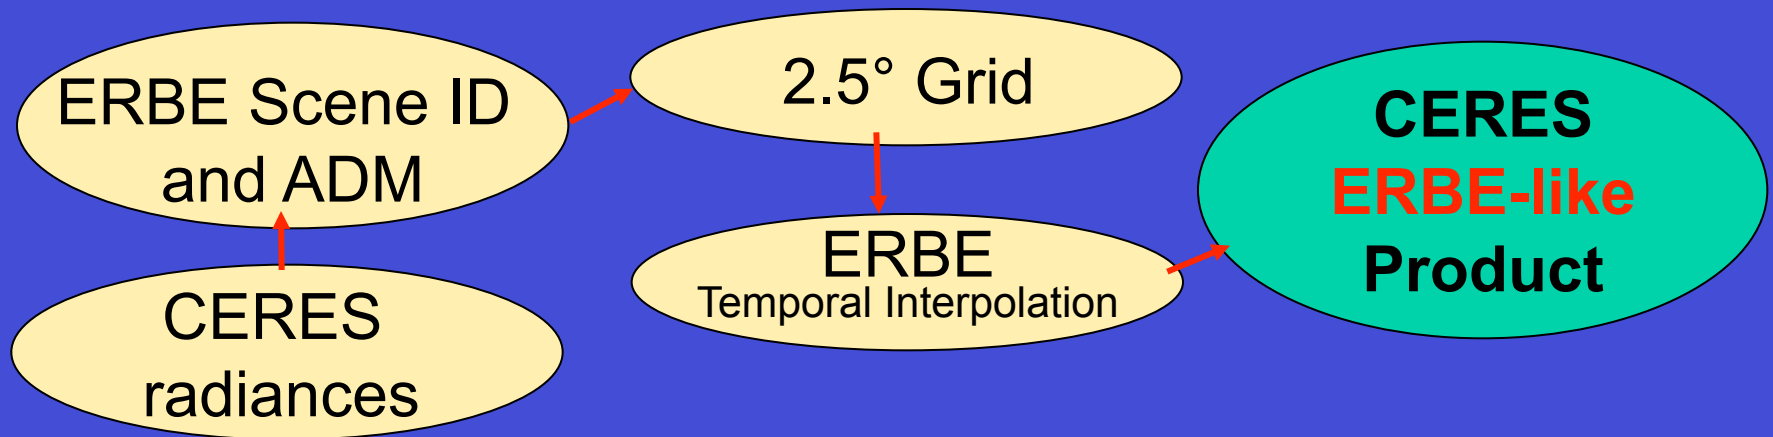 ERBE Scene ID
and ADM
CERES
radiances
2.5° Grid
ERBE
Temporal Interpolation
CERES
ERBE-like
Product